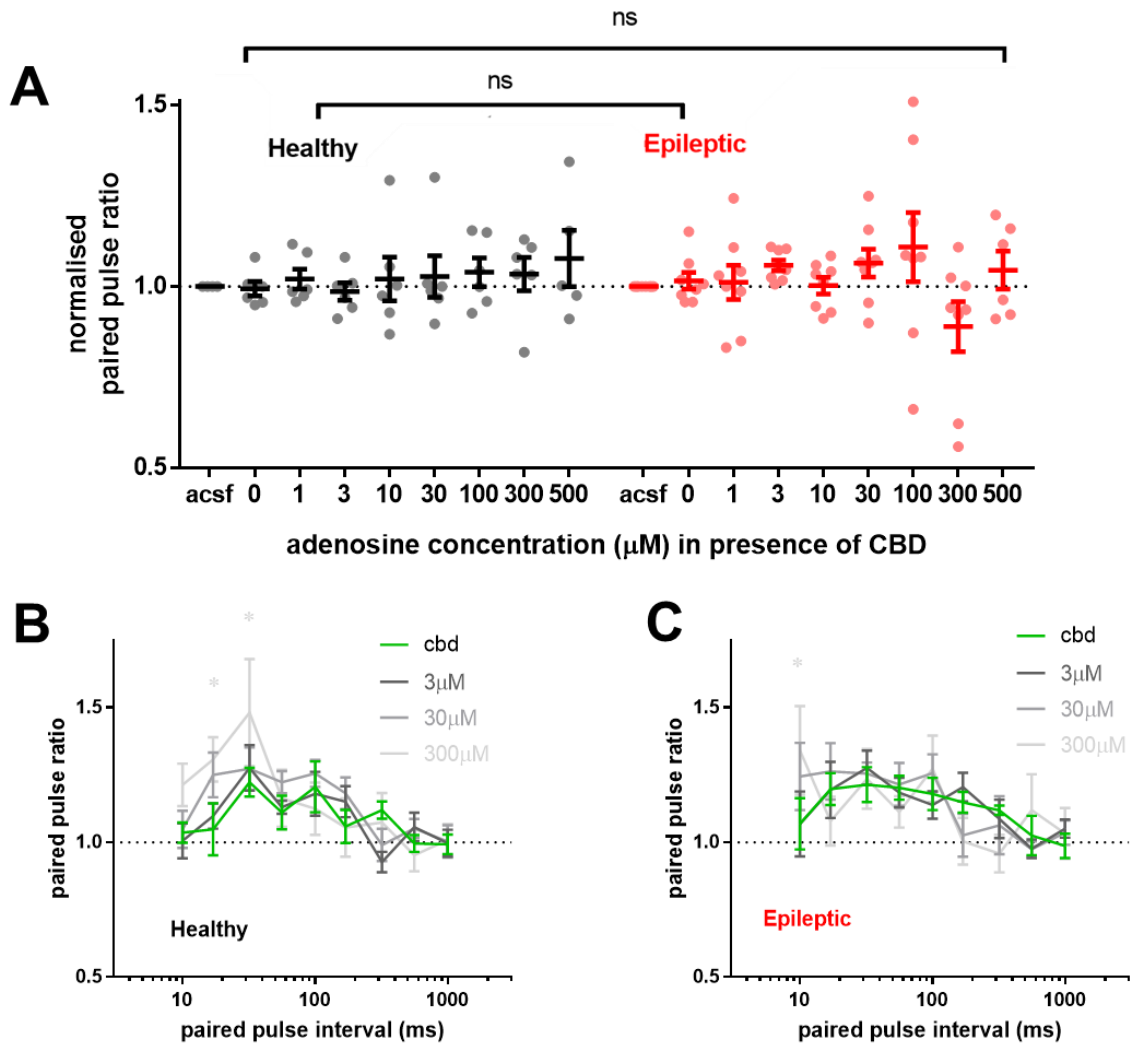 ns
ns
A
Healthy
Epileptic
normalised
paired pulse ratio
1.5
1.0
0.5
acsf 0 1 3 10 30 100 300 500 acsf 0 1 3 10 30 100 300 500
adenosine concentration (μM) in presence of CBD
B
*
*
cbd
3μM
30μM
300μM
paired pulse ratio
1.5
1.0
0.5
Healthy
10 100 1000
paired pulse interval (ms)
C
*
cbd
3μM
30μM
300μM
paired pulse ratio
1.5
1.0
0.5
Epileptic
10 100 1000
paired pulse interval (ms)